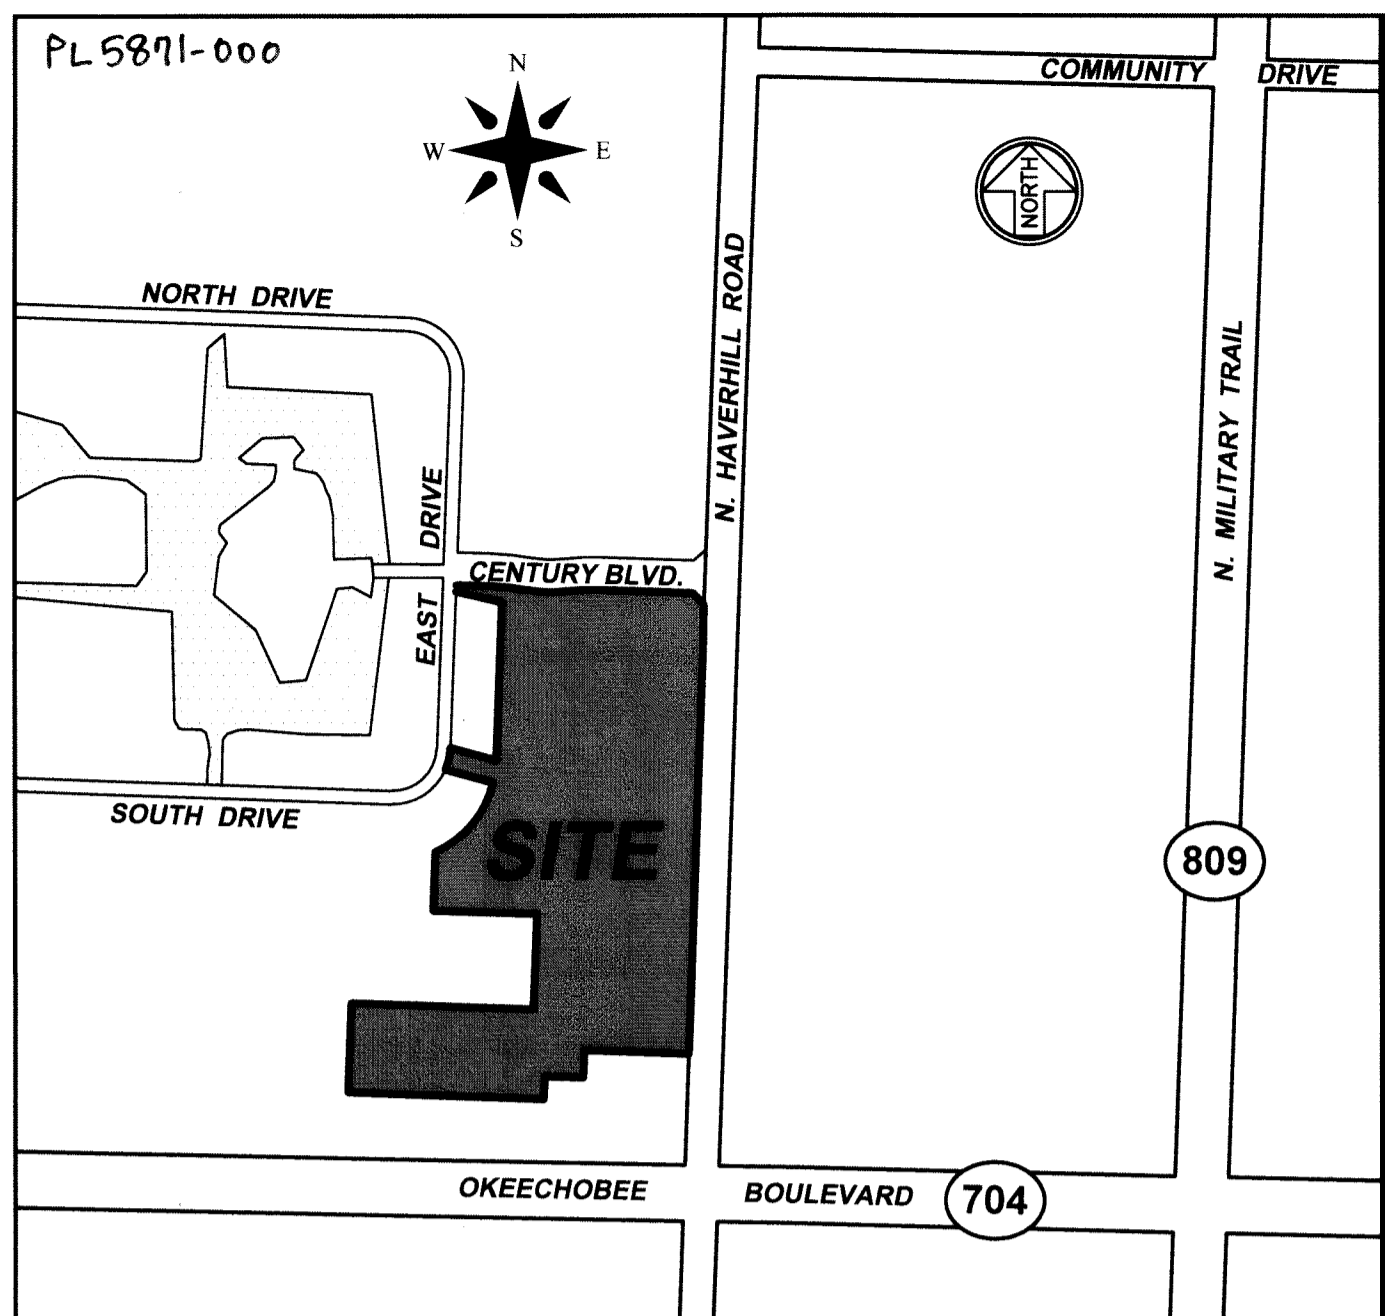 PL5871-000
N
W E
S
COMMUNITY DRIVE
NORTH
N. HAVERHILL ROAD
NORTH DRIVE
N. MILITARY TRAIL
EAST DRIVE
CENTURY BLVD.
SOUTH DRIVE
SITE
809
OKEECHOBEE BOULEVARD
704